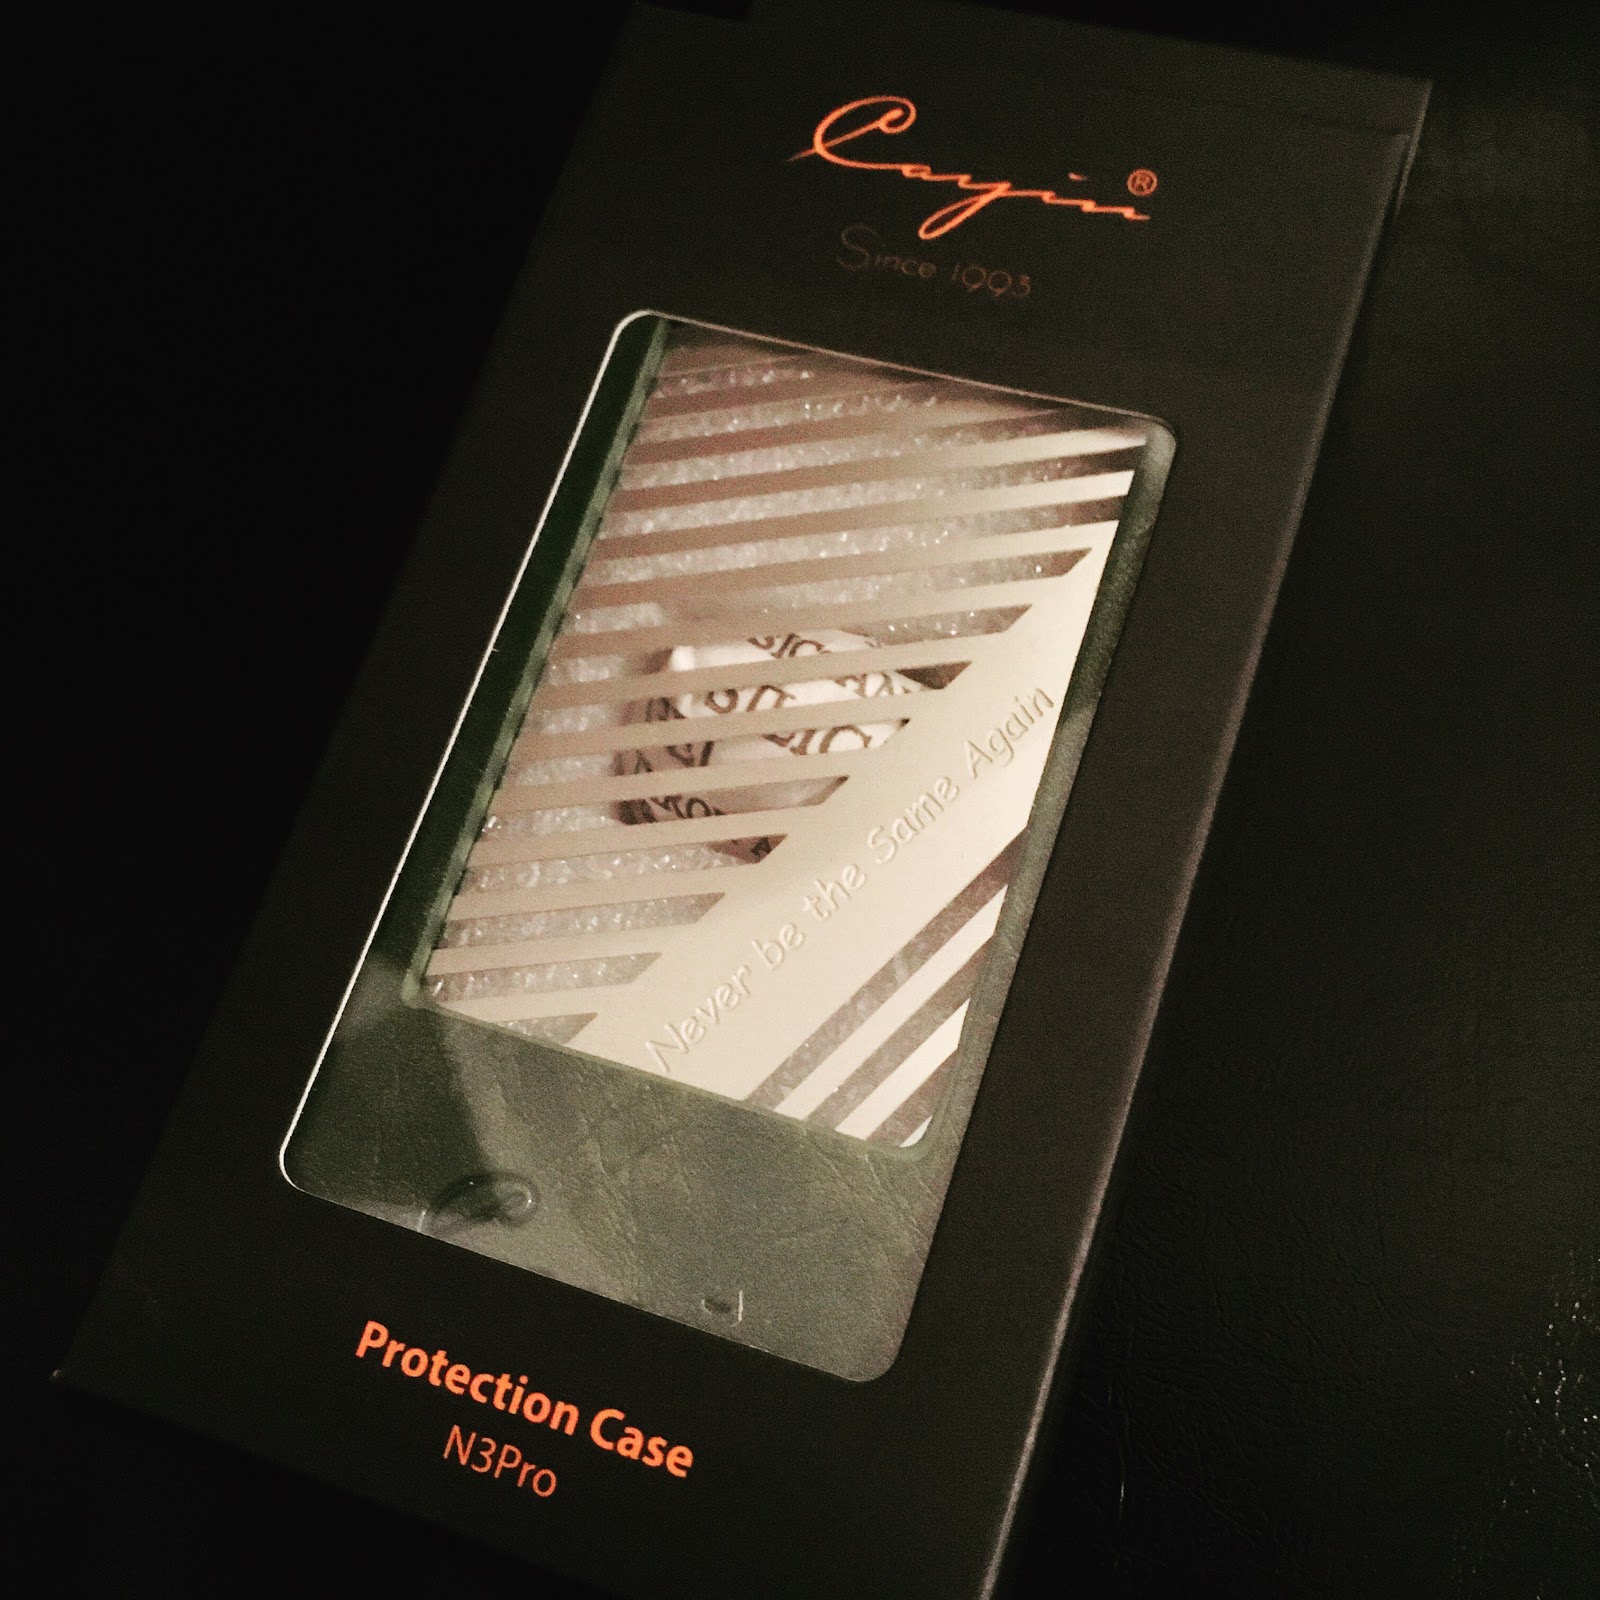 Cayin®
Since 1993
Never be the Same Again
Protection Case
N3Pro